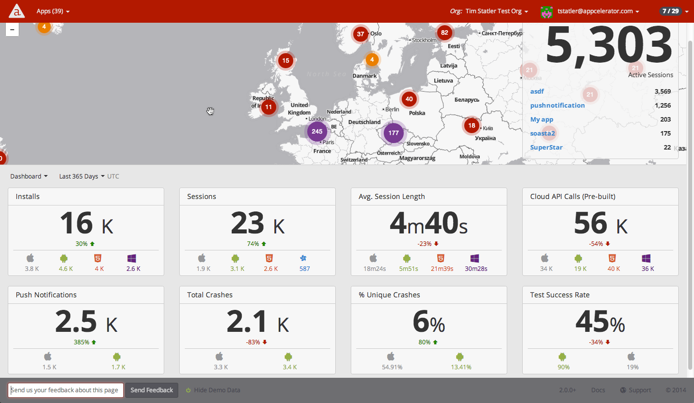 Apps (39)
Org: Tim Statler Test Org
tstatler@appcelerator.com
7 / 29
4
37
Oslo
82
Eesti
Stockholm
Санкт-Петербург
5,303
Active Sessions
asdf 3,569
pushnotification 1,256
My app 203
soasta2 175
SuperStar 22
15
4
Danmark
Latvija
Lietuva
21
21
21
11
Republic
United
Kingdom
London
Nederland
Berlin
40
Polska
Беларусь
245
Paris
France
Deutschland
177
18
Київ
Україна
Slovensko
Österreich
Magyarország
Moldova
Switzerland
Dashboard
Last 365 Days
UTC
Installs
16 K
30%
3.8 K
4.6 K
4 K
2.6 K
Sessions
23 K
74%
1.9 K
3.1 K
2.6 K
587
Avg. Session Length
4m40s
-23%
18m24s
5m51s
21m39s
30m28s
Cloud API Calls (Pre-built)
56 K
-54%
34 K
19 K
40 K
36 K
Push Notifications
2.5 K
385%
1.5 K
1.7 K
Total Crashes
2.1 K
-83%
3.3 K
3.4 K
% Unique Crashes
6%
80%
54.91%
13.41%
Test Success Rate
45%
-34%
90%
19%
Send us your feedback about this page
Send Feedback
Hide Demo Data
Docs
Support
© 2014